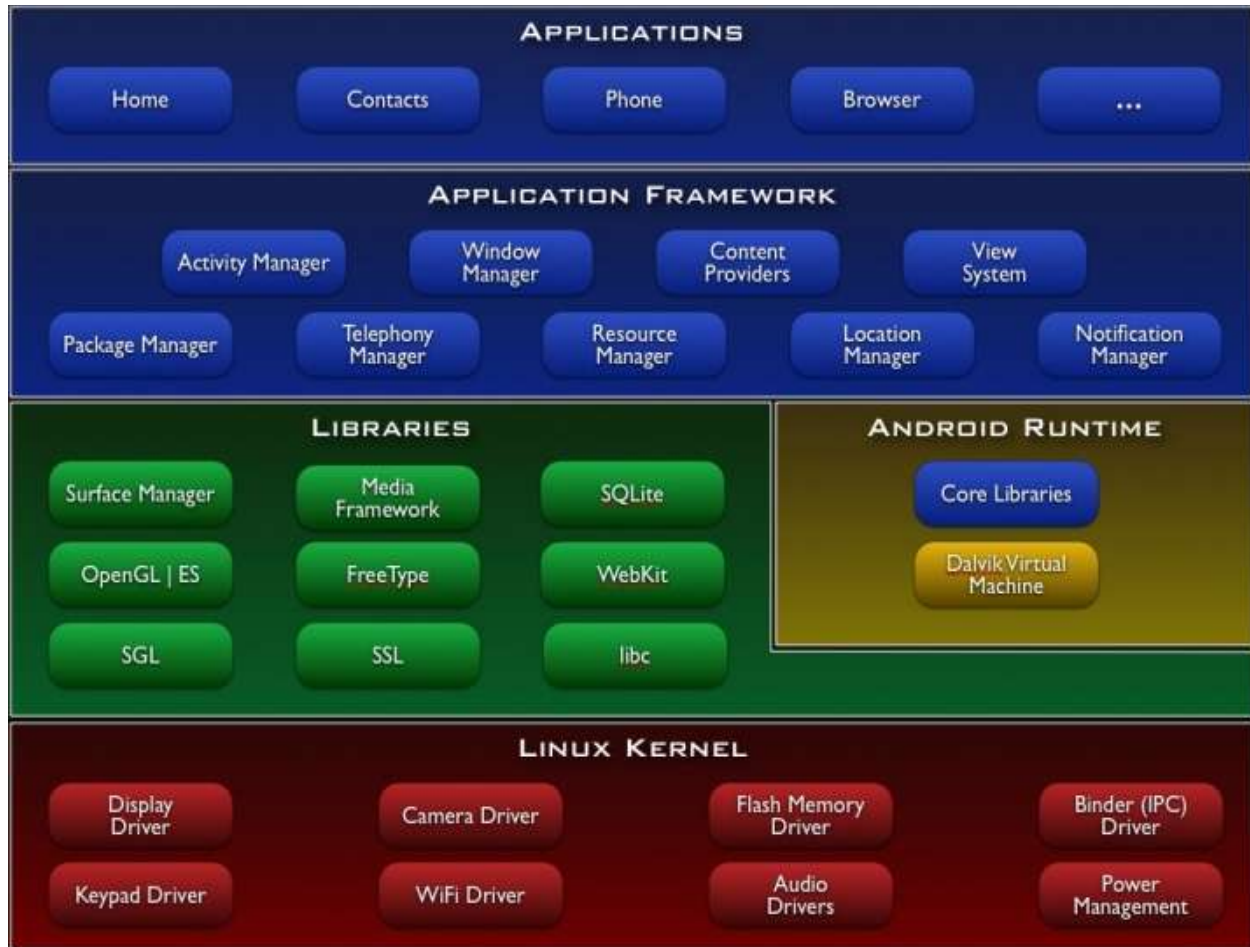 APPLICATIONS
Home
Contacts
Phone
Browser
...
APPLICATION FRAMEWORK
Activity Manager
Window
Manager
Content
Providers
View
System
Package Manager
Telephony
Manager
Resource
Manager
Location
Manager
Notification
Manager
LIBRARIES
Surface Manager
Media
Framework
SQLite
OpenGL | ES
FreeType
WebKit
SGL
SSL
libc
ANDROID RUNTIME
Core Libraries
Dalvik Virtual
Machine
LINUX KERNEL
Display
Driver
Camera Driver
Flash Memory
Driver
Binder (IPC)
Driver
Keypad Driver
WiFi Driver
Audio
Drivers
Power
Management